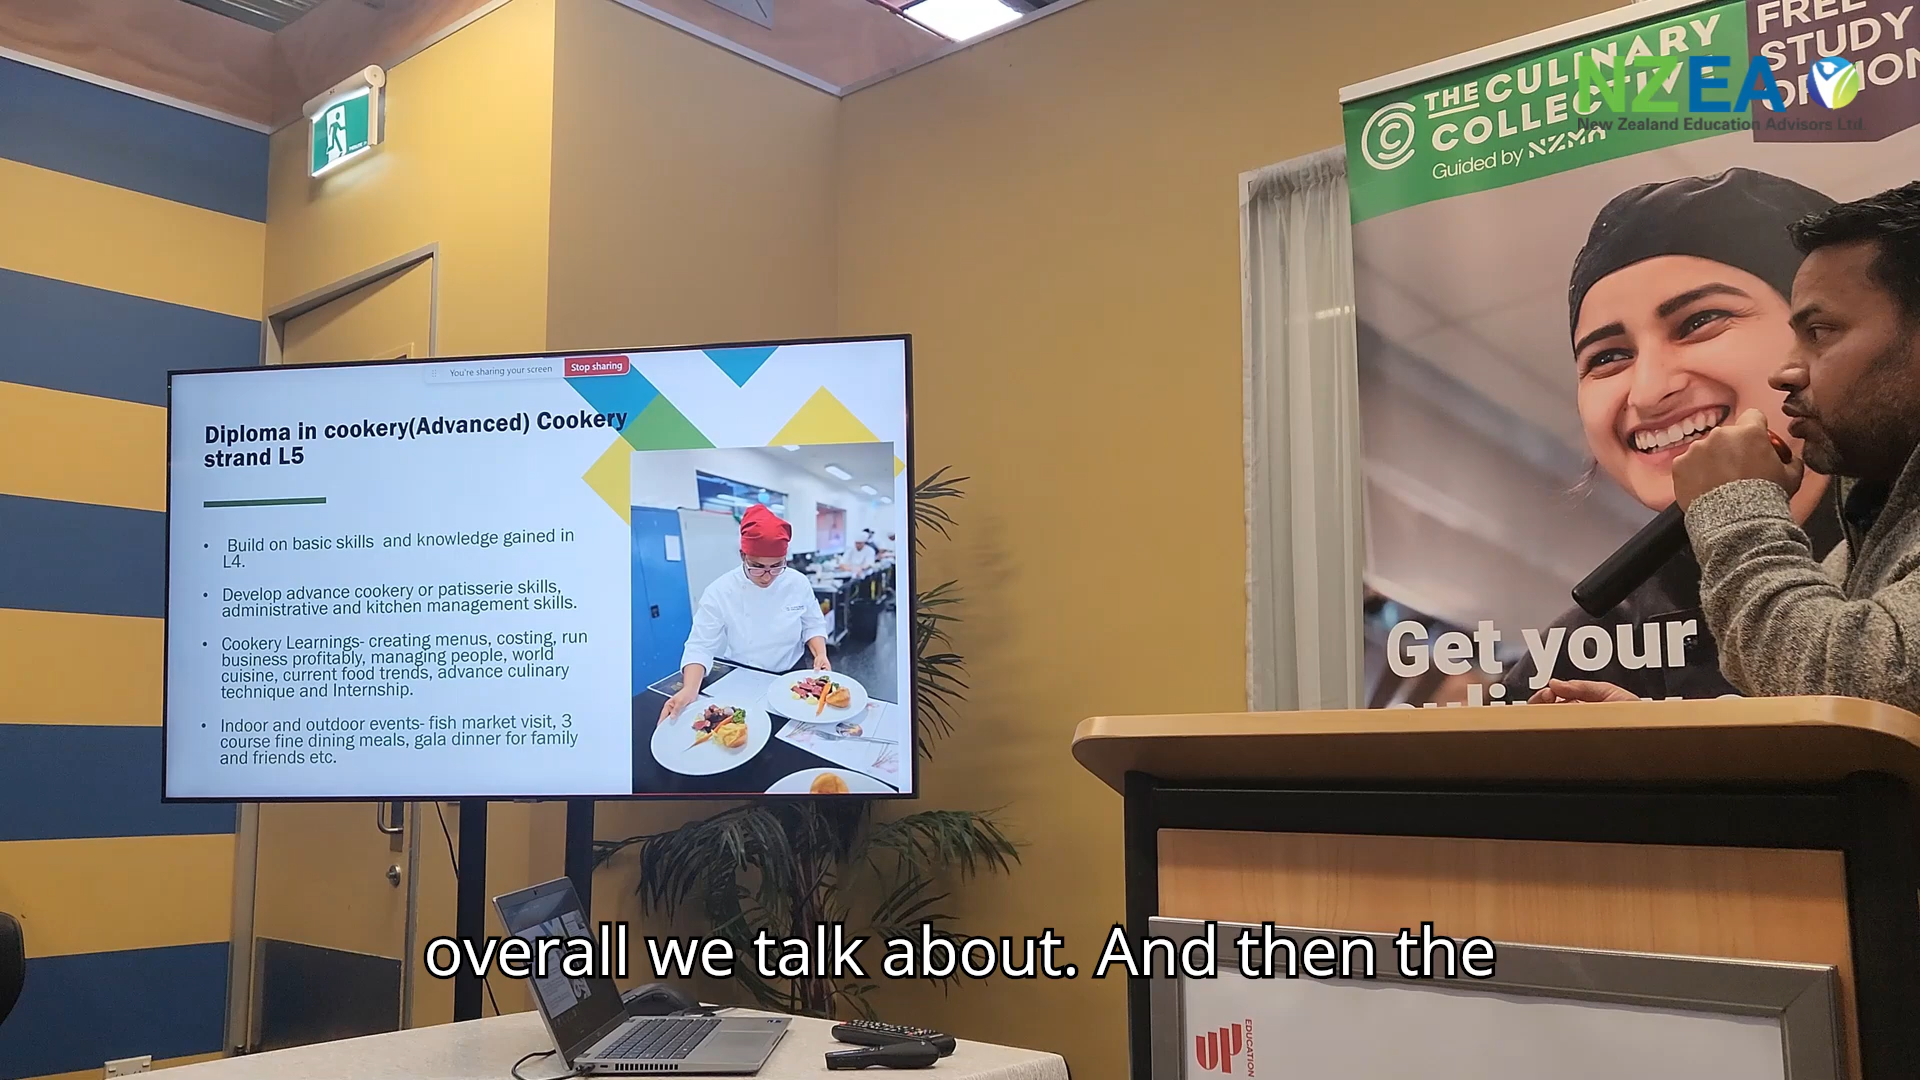 FREE
STUDY
OPTION
THE CULINARY
COLLECTIVE
Guided by NZMA
NZEA
New Zealand Education Advisors Ltd.
You're sharing your screen
Stop sharing
Diploma in cookery(Advanced) Cookery
strand L5
• Build on basic skills and knowledge gained in
L4.
• Develop advance cookery or patisserie skills,
administrative and kitchen management skills.
• Cookery Learnings- creating menus, costing, run
business profitably, managing people, world
cuisine, current food trends, advance culinary
technique and Internship.
• Indoor and outdoor events- fish market visit, 3
course fine dining meals, gala dinner for family
and friends etc.
Get your
overall we talk about. And then the
UP
EDUCATION